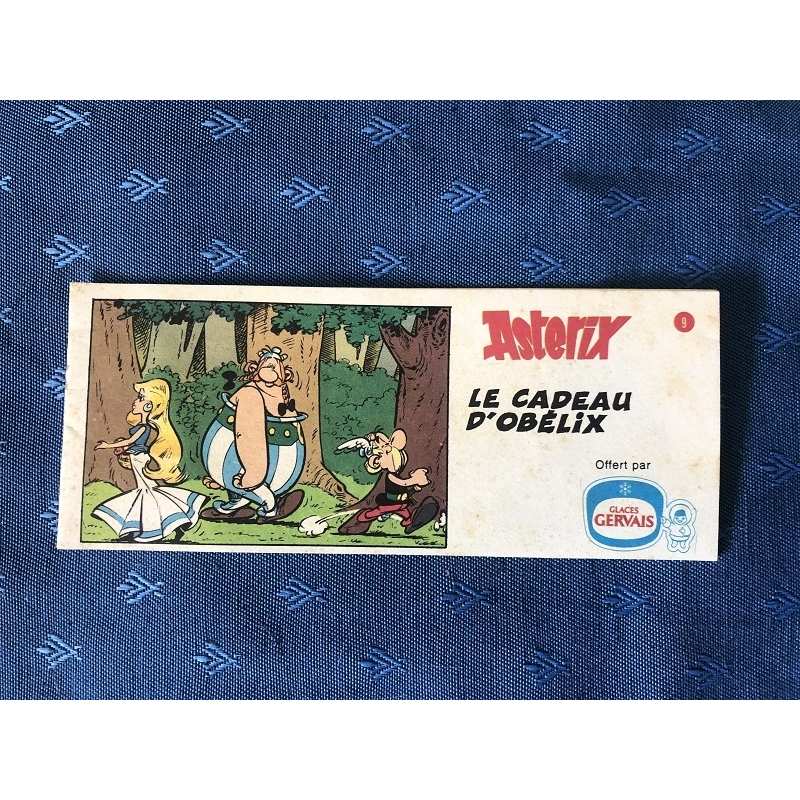 Asterix
9
LE CADEAU
D'OBÉLIX
Offert par
GLACES
GERVAIS